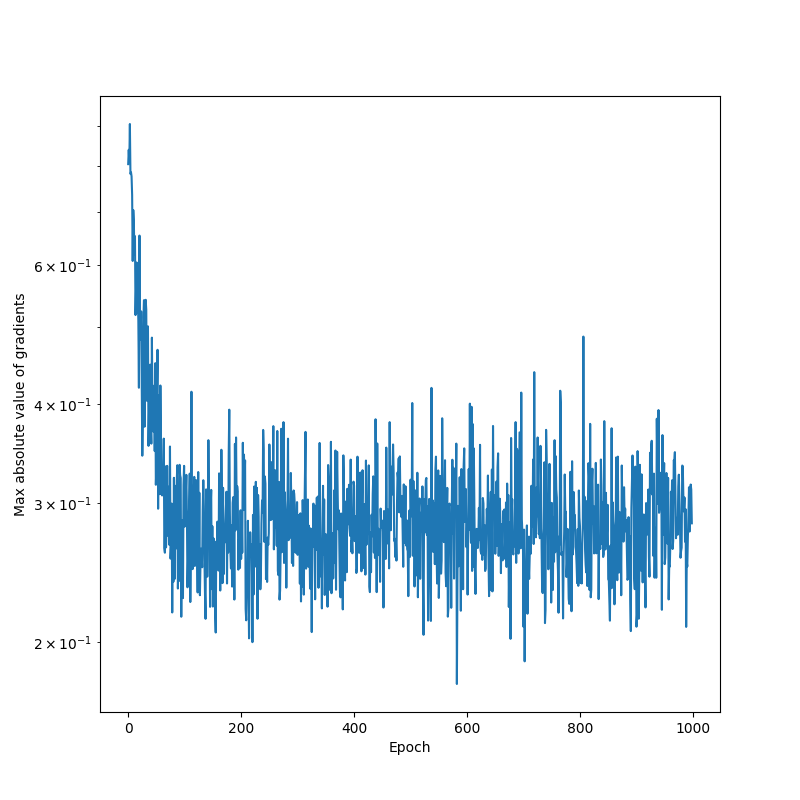 Max absolute value of gradients
6 × 10⁻¹
4 × 10⁻¹
3 × 10⁻¹
2 × 10⁻¹
0 200 400 600 800 1000
Epoch